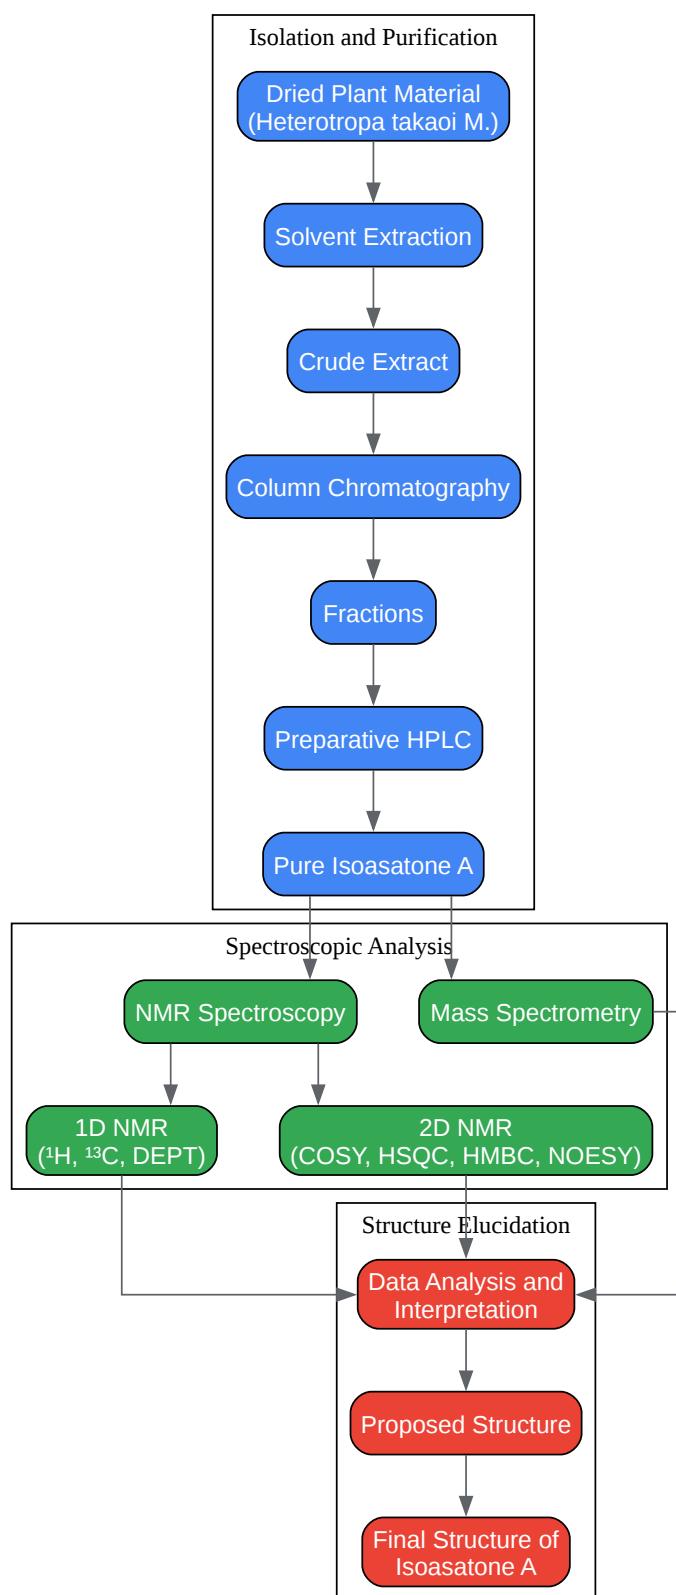 Isolation and Purification
Dried Plant Material
(Heterotropa takaoi M.)
Solvent Extraction
Crude Extract
Column Chromatography
Fractions
Preparative HPLC
Pure Isoasatone A
Spectroscopic Analysis
NMR Spectroscopy
Mass Spectrometry
1D NMR
(¹H, ¹³C, DEPT)
2D NMR
(COSY, HSQC, HMBC, NOESY)
Structure Elucidation
Data Analysis and
Interpretation
Proposed Structure
Final Structure of
Isoasatone A